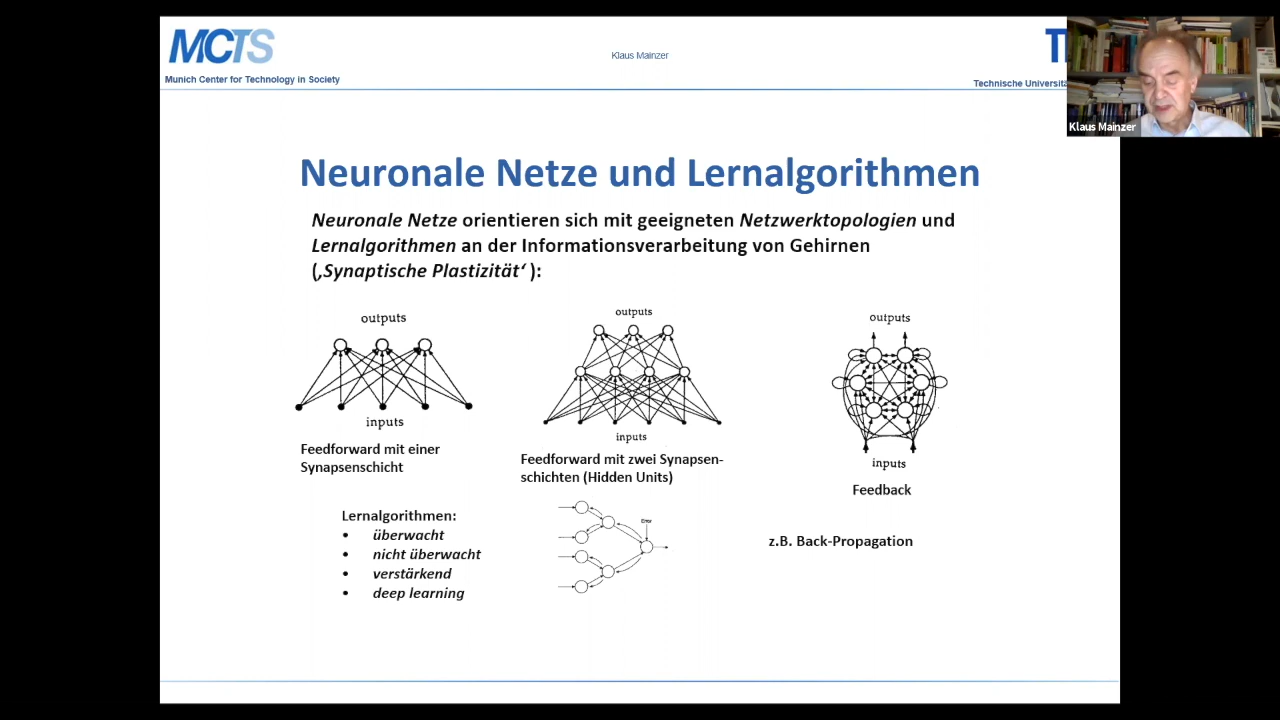 MCTS
Munich Center for Technology in Society
Klaus Mainzer
T
Technische Universitä
Klaus Mainzer
Neuronale Netze und Lernalgorithmen
Neuronale Netze orientieren sich mit geeigneten Netzwerktopologien und
Lernalgorithmen an der Informationsverarbeitung von Gehirnen
(‚Synaptische Plastizität‘ ):
outputs
inputs
Feedforward mit einer
Synapsenschicht
outputs
inputs
Feedforward mit zwei Synapsen-
schichten (Hidden Units)
outputs
inputs
Feedback
Lernalgorithmen:
• überwacht
• nicht überwacht
• verstärkend
• deep learning
Error
z.B. Back-Propagation